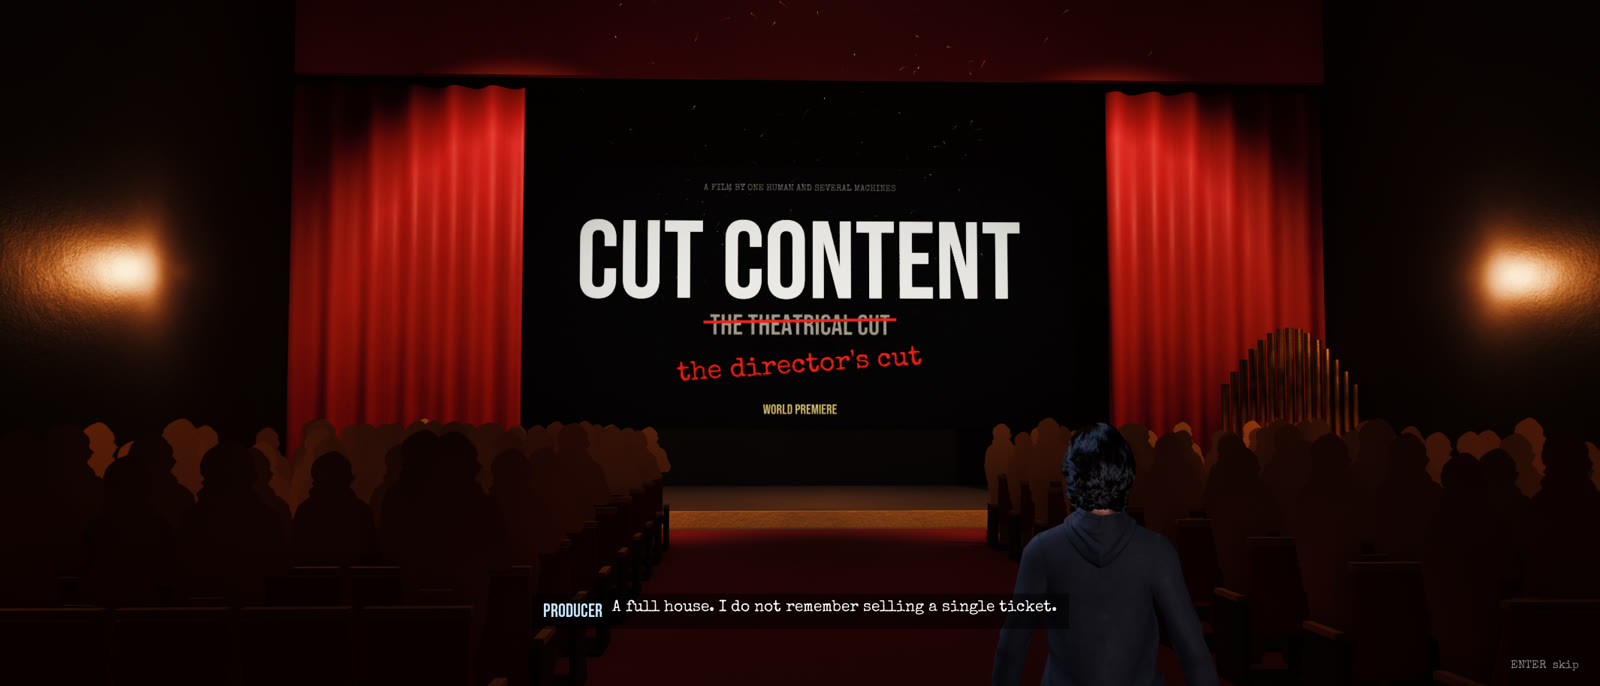 A FILM BY ONE HUMAN AND SEVERAL MACHINES
CUT CONTENT
THE THEATRICAL CUT
the director's cut
WORLD PREMIERE
PRODUCER A full house. I do not remember selling a single ticket.
ENTER skip